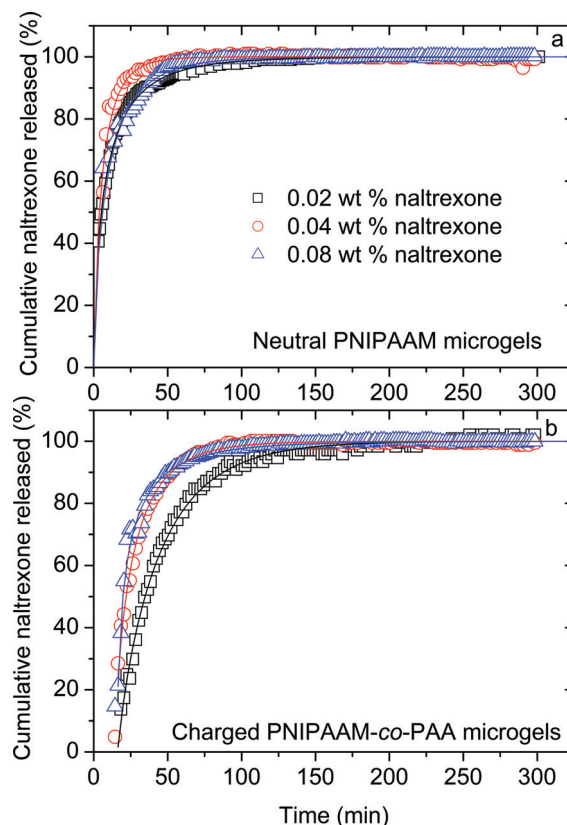 Cumulative naltrexone released (%)
100
80
60
40
20
0
a
0.02 wt % naltrexone
0.04 wt % naltrexone
0.08 wt % naltrexone
Neutral PNIPAAM microgels
0 50 100 150 200 250 300
Cumulative naltrexone released (%)
100
80
60
40
20
0
b
Charged PNIPAAM-co-PAA microgels
0 50 100 150 200 250 300
Time (min)